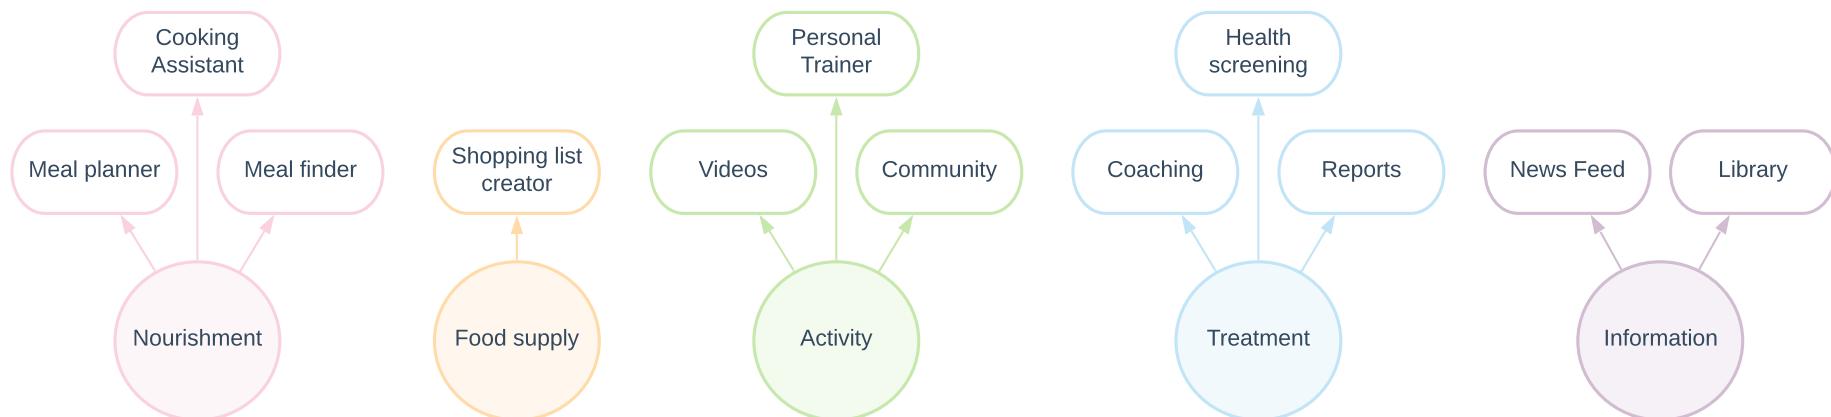 Cooking
Assistant
Personal
Trainer
Health
screening
Meal planner
Meal finder
Shopping list
creator
Videos
Community
Coaching
Reports
News Feed
Library
Nourishment
Food supply
Activity
Treatment
Information